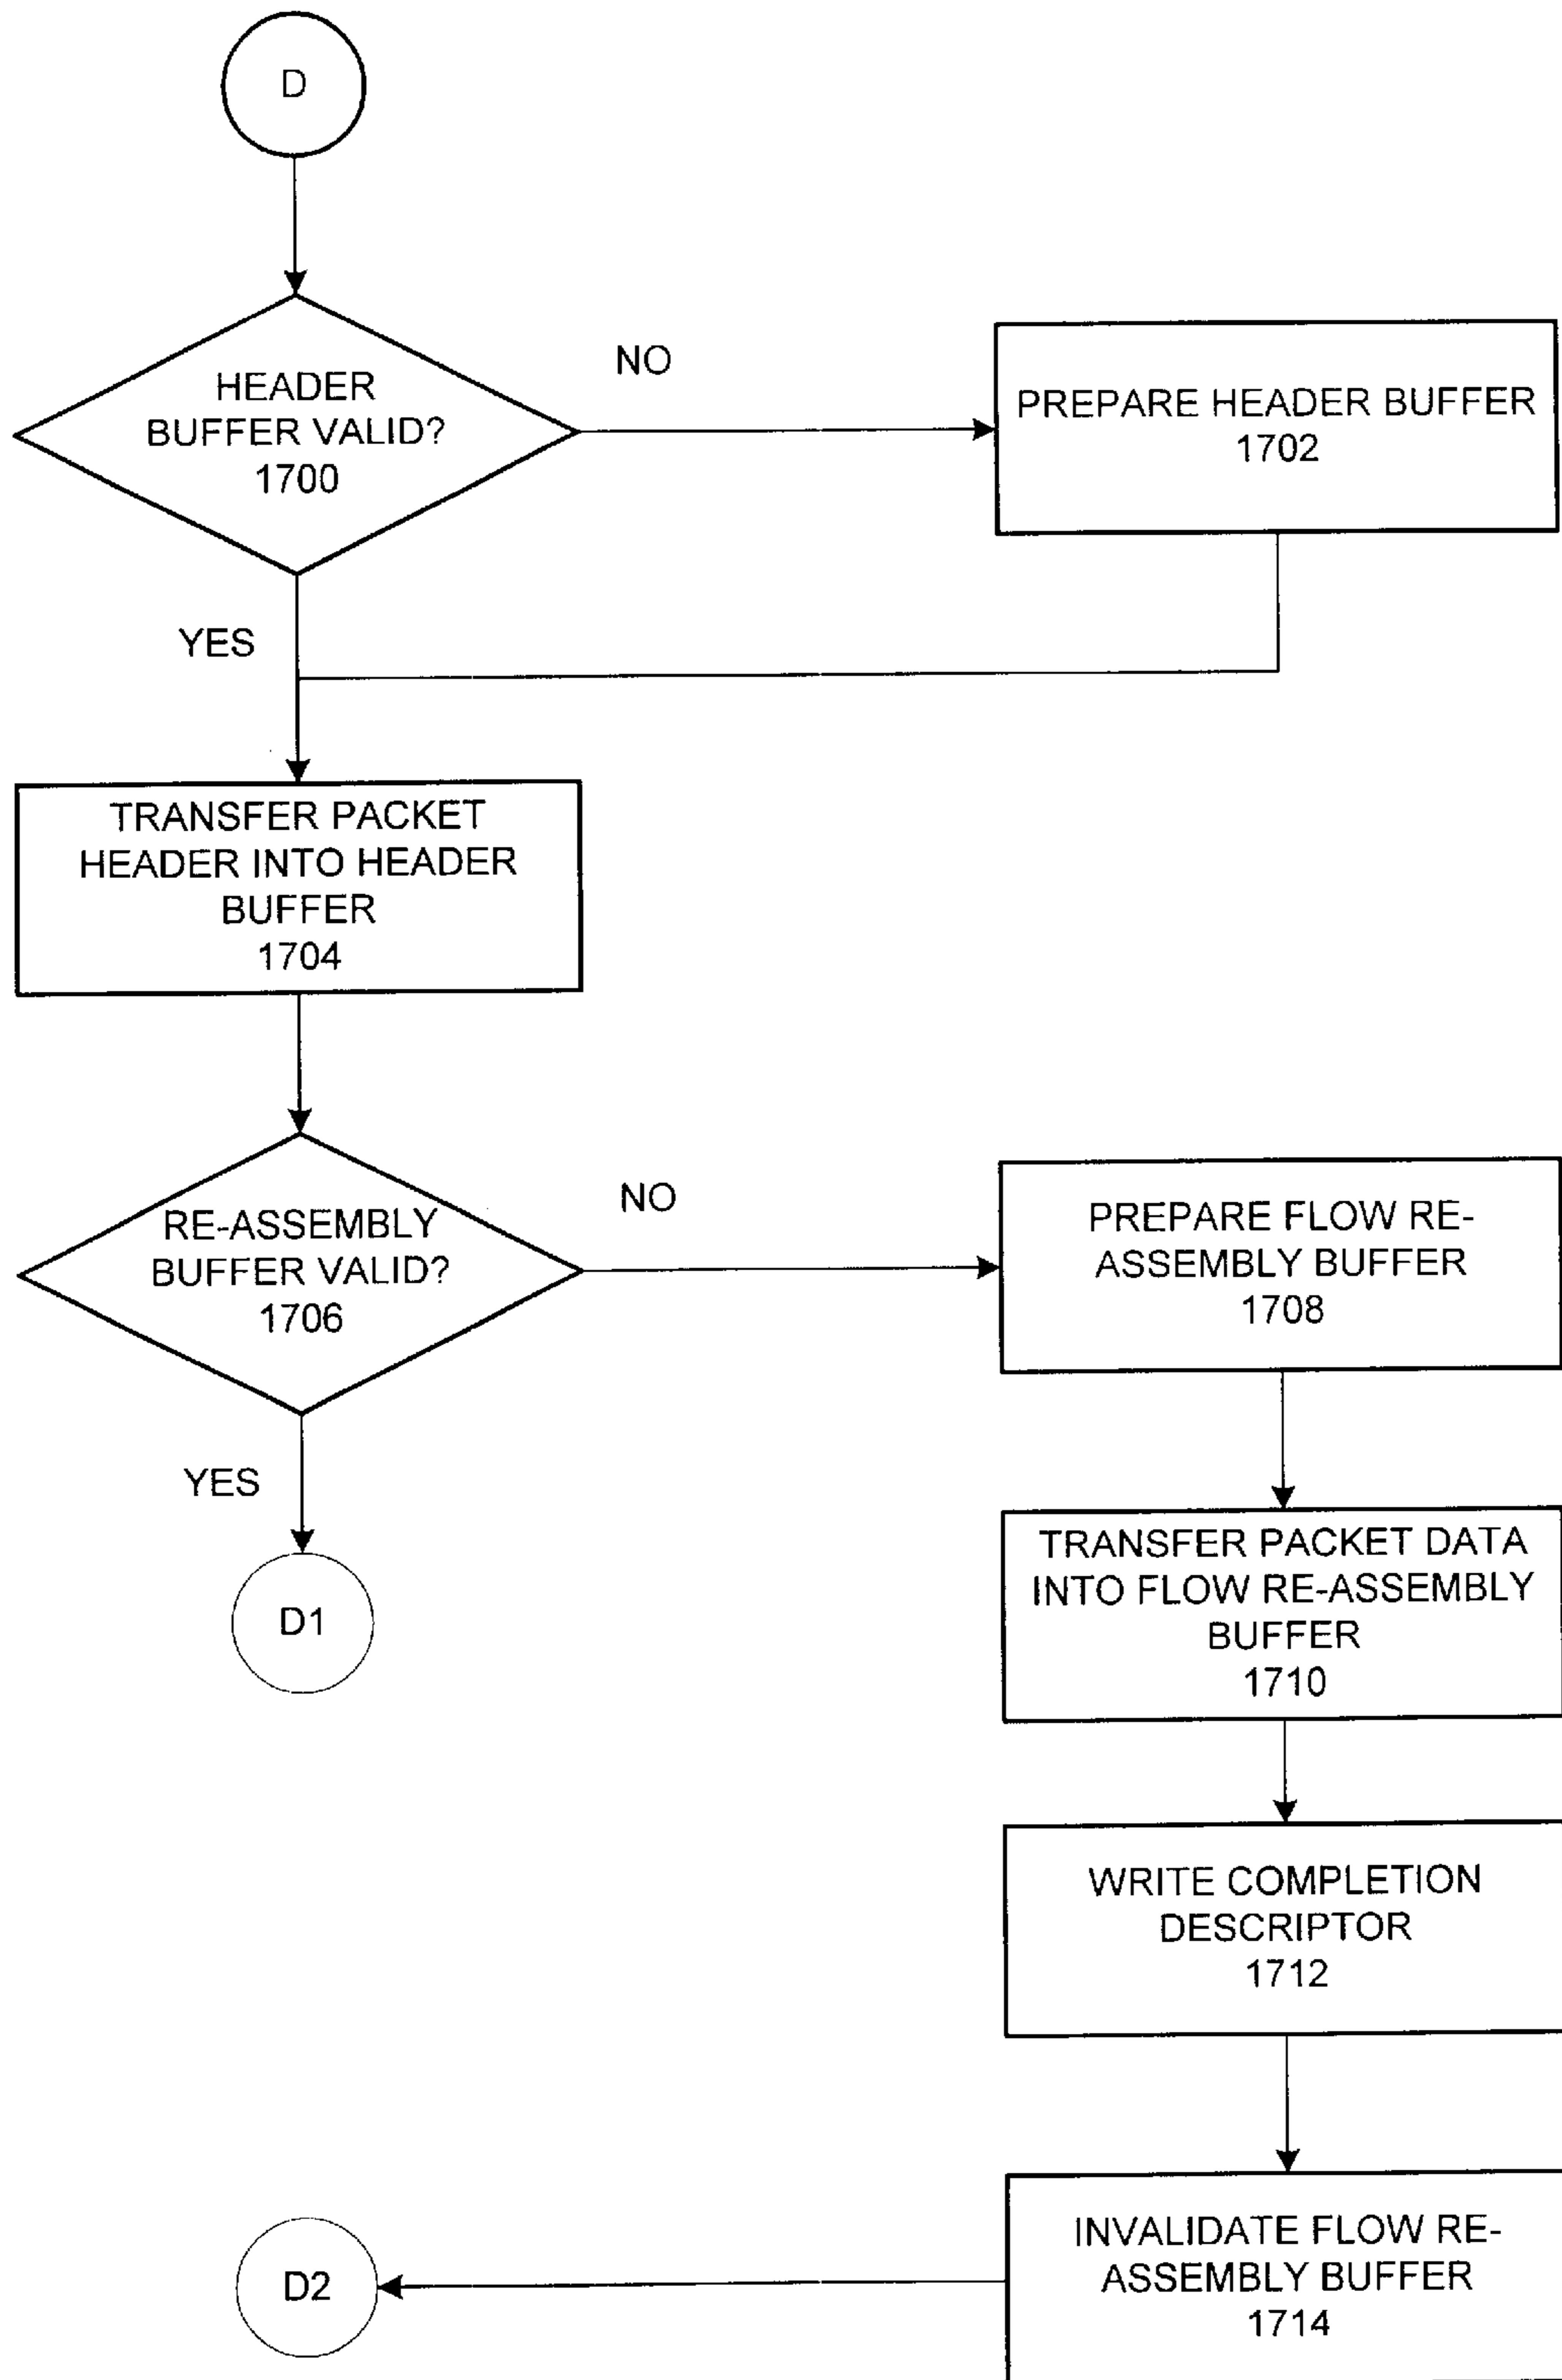 D
HEADER
BUFFER VALID?
1700
NO
PREPARE HEADER BUFFER
1702
YES
TRANSFER PACKET
HEADER INTO HEADER
BUFFER
1704
RE-ASSEMBLY
BUFFER VALID?
1706
NO
PREPARE FLOW RE-
ASSEMBLY BUFFER
1708
YES
D1
TRANSFER PACKET DATA
INTO FLOW RE-ASSEMBLY
BUFFER
1710
WRITE COMPLETION
DESCRIPTOR
1712
INVALIDATE FLOW RE-
ASSEMBLY BUFFER
1714
D2